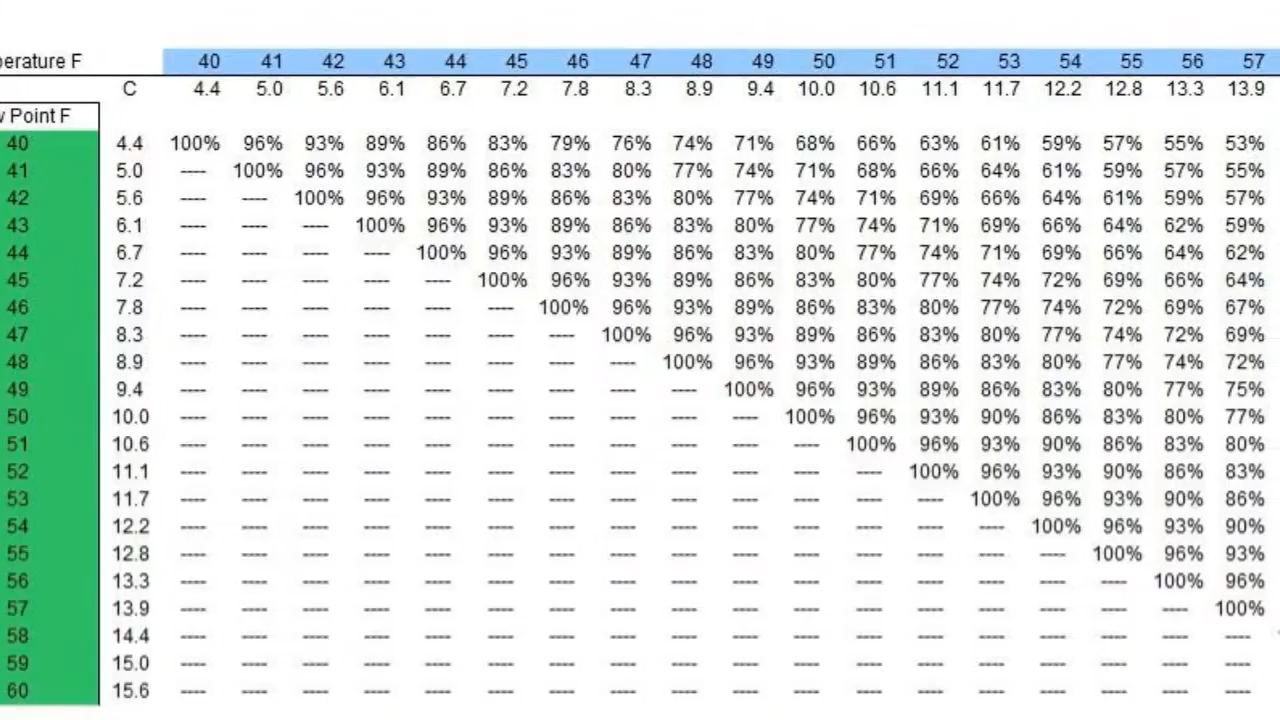 perature F 40 41 42 43 44 45 46 47 48 49 50 51 52 53 54 55 56 57
C 4.4 5.0 5.6 6.1 6.7 7.2 7.8 8.3 8.9 9.4 10.0 10.6 11.1 11.7 12.2 12.8 13.3 13.9
w Point F
40 4.4 100% 96% 93% 89% 86% 83% 79% 76% 74% 71% 68% 66% 63% 61% 59% 57% 55% 53%
41 5.0 ---- 100% 96% 93% 89% 86% 83% 80% 77% 74% 71% 68% 66% 64% 61% 59% 57% 55%
42 5.6 ---- ---- 100% 96% 93% 89% 86% 83% 80% 77% 74% 71% 69% 66% 64% 61% 59% 57%
43 6.1 ---- ---- ---- 100% 96% 93% 89% 86% 83% 80% 77% 74% 71% 69% 66% 64% 62% 59%
44 6.7 ---- ---- ---- ---- 100% 96% 93% 89% 86% 83% 80% 77% 74% 71% 69% 66% 64% 62%
45 7.2 ---- ---- ---- ---- ---- 100% 96% 93% 89% 86% 83% 80% 77% 74% 72% 69% 66% 64%
46 7.8 ---- ---- ---- ---- ---- ---- 100% 96% 93% 89% 86% 83% 80% 77% 74% 72% 69% 67%
47 8.3 ---- ---- ---- ---- ---- ---- ---- 100% 96% 93% 89% 86% 83% 80% 77% 74% 72% 69%
48 8.9 ---- ---- ---- ---- ---- ---- ---- ---- 100% 96% 93% 89% 86% 83% 80% 77% 74% 72%
49 9.4 ---- ---- ---- ---- ---- ---- ---- ---- ---- 100% 96% 93% 89% 86% 83% 80% 77% 75%
50 10.0 ---- ---- ---- ---- ---- ---- ---- ---- ---- ---- 100% 96% 93% 90% 86% 83% 80% 77%
51 10.6 ---- ---- ---- ---- ---- ---- ---- ---- ---- ---- ---- 100% 96% 93% 90% 86% 83% 80%
52 11.1 ---- ---- ---- ---- ---- ---- ---- ---- ---- ---- ---- ---- 100% 96% 93% 90% 86% 83%
53 11.7 ---- ---- ---- ---- ---- ---- ---- ---- ---- ---- ---- ---- ---- 100% 96% 93% 90% 86%
54 12.2 ---- ---- ---- ---- ---- ---- ---- ---- ---- ---- ---- ---- ---- ---- 100% 96% 93% 90%
55 12.8 ---- ---- ---- ---- ---- ---- ---- ---- ---- ---- ---- ---- ---- ---- ---- 100% 96% 93%
56 13.3 ---- ---- ---- ---- ---- ---- ---- ---- ---- ---- ---- ---- ---- ---- ---- ---- 100% 96%
57 13.9 ---- ---- ---- ---- ---- ---- ---- ---- ---- ---- ---- ---- ---- ---- ---- ---- ---- 100%
58 14.4 ---- ---- ---- ---- ---- ---- ---- ---- ---- ---- ---- ---- ---- ---- ---- ---- ---- ----
59 15.0 ---- ---- ---- ---- ---- ---- ---- ---- ---- ---- ---- ---- ---- ---- ---- ---- ---- ----
60 15.6 ---- ---- ---- ---- ---- ---- ---- ---- ---- ---- ---- ---- ---- ---- ---- ---- ---- ----